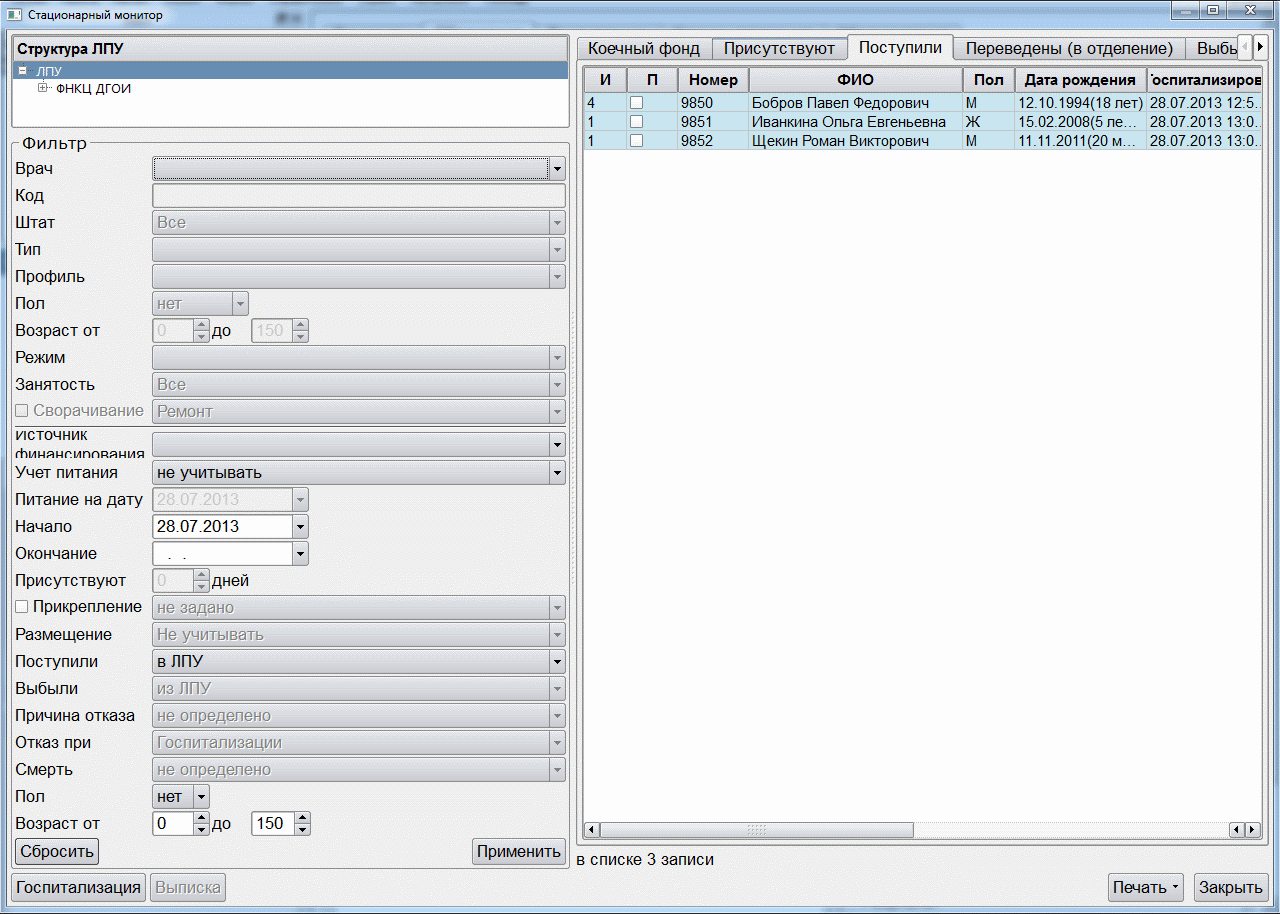 Стационарный монитор
Структура ЛПУ
ЛПУ
ФНКЦ ДГОИ
Фильтр
Врач
Код
Штат Все
Тип
Профиль
Пол нет
Возраст от 0 до 150
Режим
Занятость Все
Сворачивание Ремонт
Источник
финансирования
Учет питания не учитывать
Питание на дату 28.07.2013
Начало 28.07.2013
Окончание . .
Присутствуют 0 дней
Прикрепление не задано
Размещение Не учитывать
Поступили в ЛПУ
Выбыли из ЛПУ
Причина отказа не определено
Отказ при Госпитализации
Смерть не определено
Пол нет
Возраст от 0 до 150
Сбросить Применить
Госпитализация Выписка
Коечный фонд Присутствуют Поступили Переведены (в отделение) Выбы
И П Номер ФИО Пол Дата рождения оспитализиров
4 9850 Бобров Павел Федорович М 12.10.1994(18 лет) 28.07.2013 12:5...
1 9851 Иванкина Ольга Евгеньевна Ж 15.02.2008(5 ле... 28.07.2013 13:0...
1 9852 Щекин Роман Викторович М 11.11.2011(20 м... 28.07.2013 13:0...
в списке 3 записи
Печать Закрыть